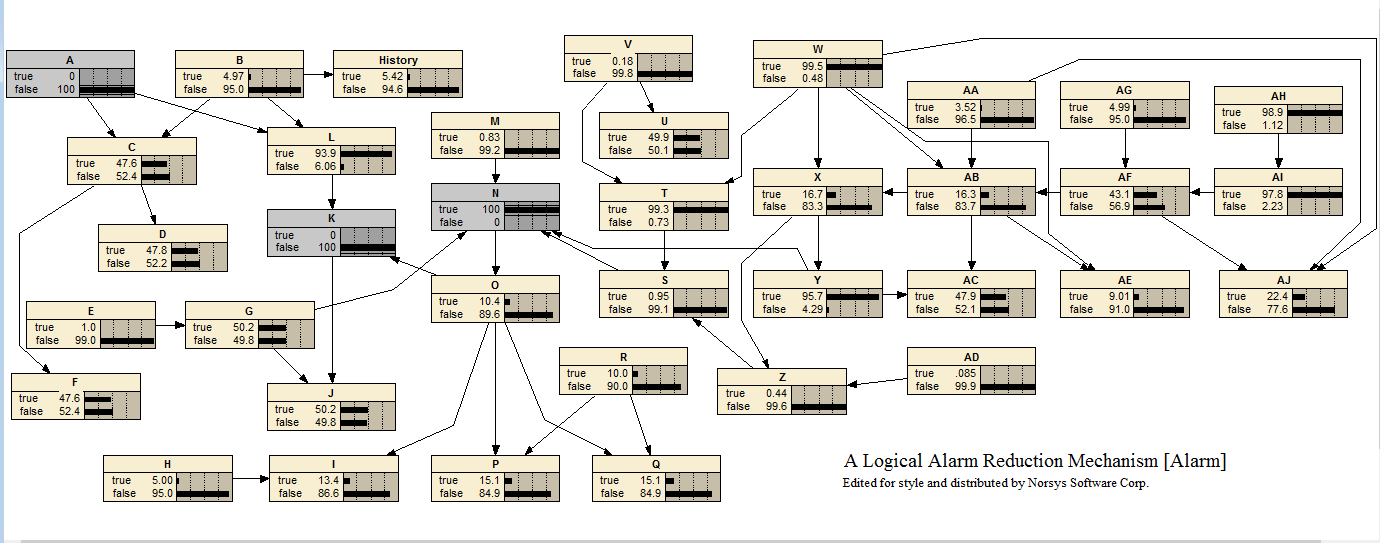 A
true 0
false 100
B
true 4.97
false 95.0
History
true 5.42
false 94.6
V
true 0.18
false 99.8
W
true 99.5
false 0.48
AA
true 3.52
false 96.5
AG
true 4.99
false 95.0
AH
true 98.9
false 1.12
C
true 47.6
false 52.4
L
true 93.9
false 6.06
M
true 0.83
false 99.2
U
true 49.9
false 50.1
N
true 100
false 0
T
true 99.3
false 0.73
X
true 16.7
false 83.3
AB
true 16.3
false 83.7
AF
true 43.1
false 56.9
AI
true 97.8
false 2.23
D
true 47.8
false 52.2
K
true 0
false 100
O
true 10.4
false 89.6
S
true 0.95
false 99.1
Y
true 95.7
false 4.29
AC
true 47.9
false 52.1
AE
true 9.01
false 91.0
AJ
true 22.4
false 77.6
E
true 1.0
false 99.0
G
true 50.2
false 49.8
F
true 47.6
false 52.4
J
true 50.2
false 49.8
R
true 10.0
false 90.0
Z
true 0.44
false 99.6
AD
true .085
false 99.9
H
true 5.00
false 95.0
I
true 13.4
false 86.6
P
true 15.1
false 84.9
Q
true 15.1
false 84.9
A Logical Alarm Reduction Mechanism [Alarm]
Edited for style and distributed by Norsys Software Corp.